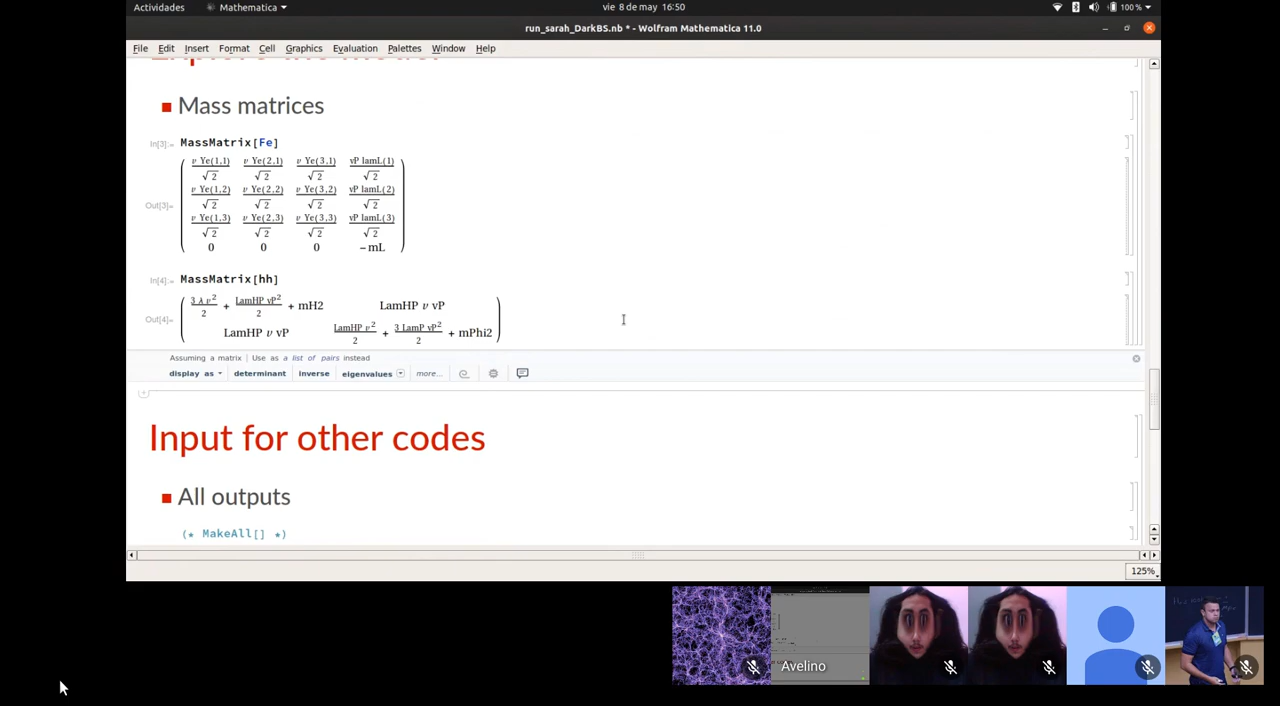 Actividades Mathematica vie 8 de may 16:50 100 %
run_sarah_DarkBS.nb * - Wolfram Mathematica 11.0
File Edit Insert Format Cell Graphics Evaluation Palettes Window Help
Explore the model
Mass matrices
In[3]:= MassMatrix[Fe]
Out[3]=
v Ye(1,1)/√2 v Ye(2,1)/√2 v Ye(3,1)/√2 vP lamL(1)/√2
v Ye(1,2)/√2 v Ye(2,2)/√2 v Ye(3,2)/√2 vP lamL(2)/√2
v Ye(1,3)/√2 v Ye(2,3)/√2 v Ye(3,3)/√2 vP lamL(3)/√2
0 0 0 -mL
In[4]:= MassMatrix[hh]
Out[4]=
3 λ v²/2 + LamHP vP²/2 + mH2 LamHP v vP
LamHP v vP LamHP v²/2 + 3 LamP vP²/2 + mPhi2
Assuming a matrix | Use as a list of pairs instead
display as determinant inverse eigenvalues more...
Input for other codes
All outputs
(* MakeAll[] *)
125%
Avelino